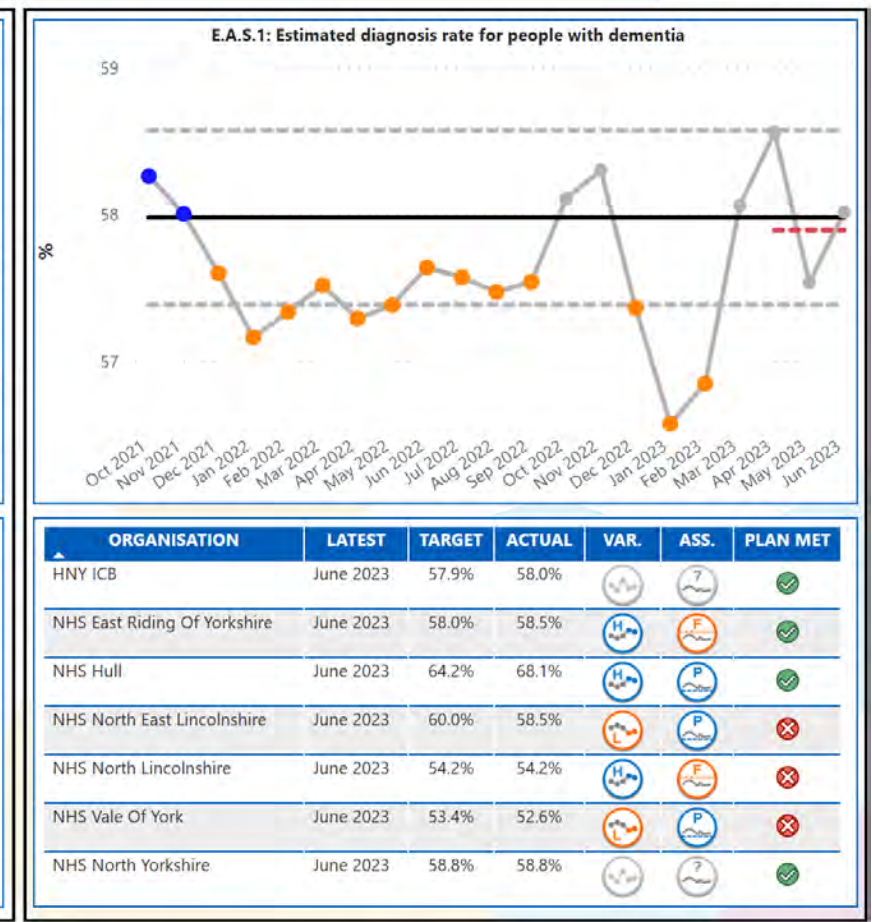 E.A.S.1: Estimated diagnosis rate for people with dementia
59
58
57
%
Oct 2021
Nov 2021
Dec 2021
Jan 2022
Feb 2022
Mar 2022
Apr 2022
May 2022
Jun 2022
Jul 2022
Aug 2022
Sep 2022
Oct 2022
Nov 2022
Dec 2022
Jan 2023
Feb 2023
Mar 2023
Apr 2023
May 2023
Jun 2023
ORGANISATION LATEST TARGET ACTUAL VAR. ASS. PLAN MET
HNY ICB June 2023 57.9% 58.0% ?
NHS East Riding Of Yorkshire June 2023 58.0% 58.5% H F
NHS Hull June 2023 64.2% 68.1% H P
NHS North East Lincolnshire June 2023 60.0% 58.5% L P
NHS North Lincolnshire June 2023 54.2% 54.2% H F
NHS Vale Of York June 2023 53.4% 52.6% L P
NHS North Yorkshire June 2023 58.8% 58.8% ?